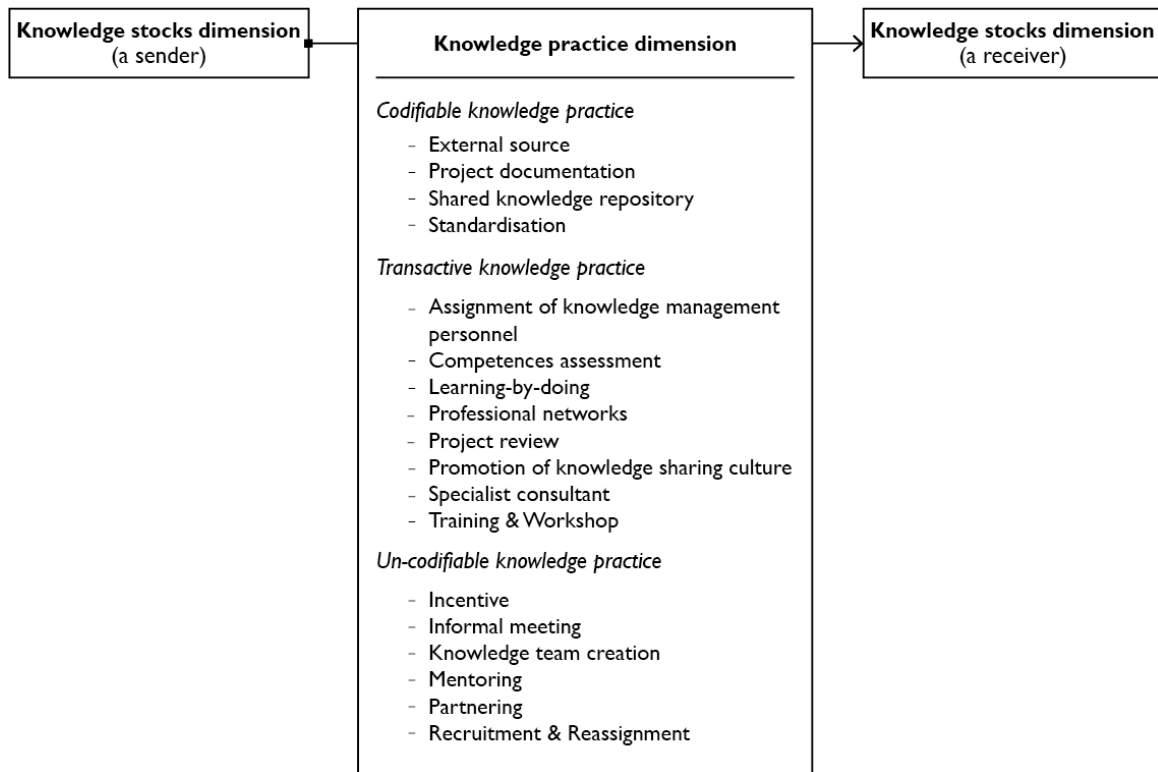 Knowledge stocks dimension
(a sender)
Knowledge practice dimension
Knowledge stocks dimension
(a receiver)
Codifiable knowledge practice
- External source
- Project documentation
- Shared knowledge repository
- Standardisation
Transactive knowledge practice
- Assignment of knowledge management
personnel
- Competences assessment
- Learning-by-doing
- Professional networks
- Project review
- Promotion of knowledge sharing culture
- Specialist consultant
- Training & Workshop
Un-codifiable knowledge practice
- Incentive
- Informal meeting
- Knowledge team creation
- Mentoring
- Partnering
- Recruitment & Reassignment